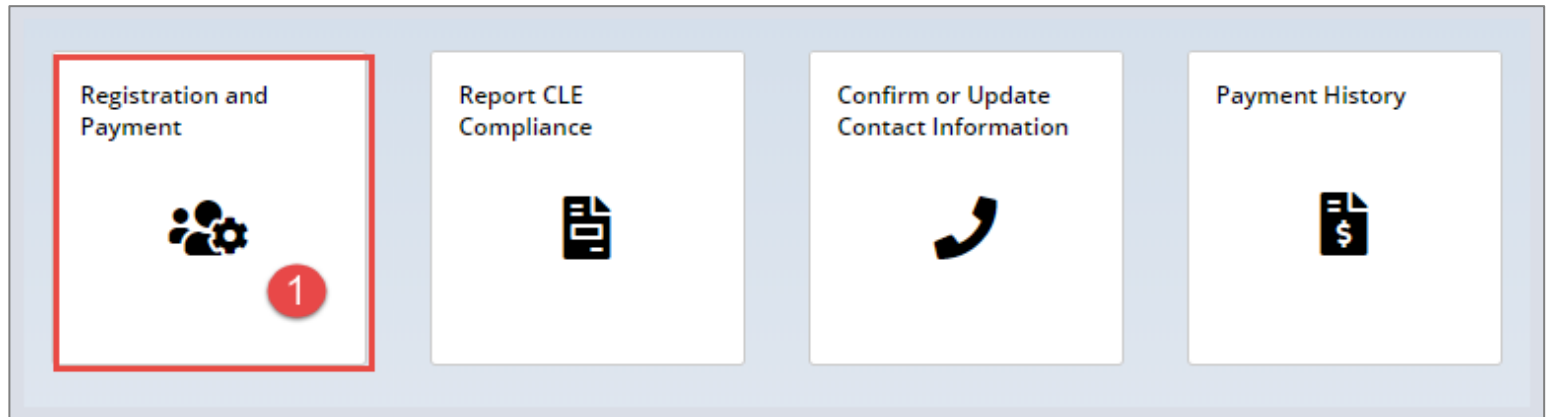 Registration and
Payment
1
Report CLE
Compliance
Confirm or Update
Contact Information
Payment History
$